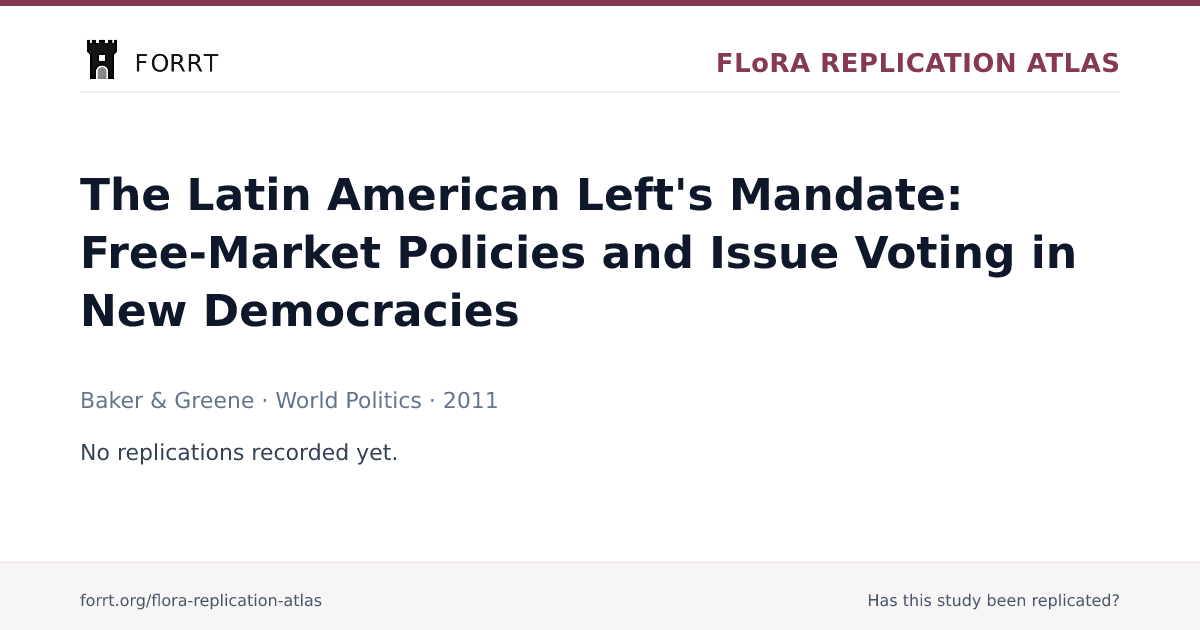 FORRT
FLoRA REPLICATION ATLAS
The Latin American Left's Mandate:
Free-Market Policies and Issue Voting in
New Democracies
Baker & Greene · World Politics · 2011
No replications recorded yet.
forrt.org/flora-replication-atlas
Has this study been replicated?